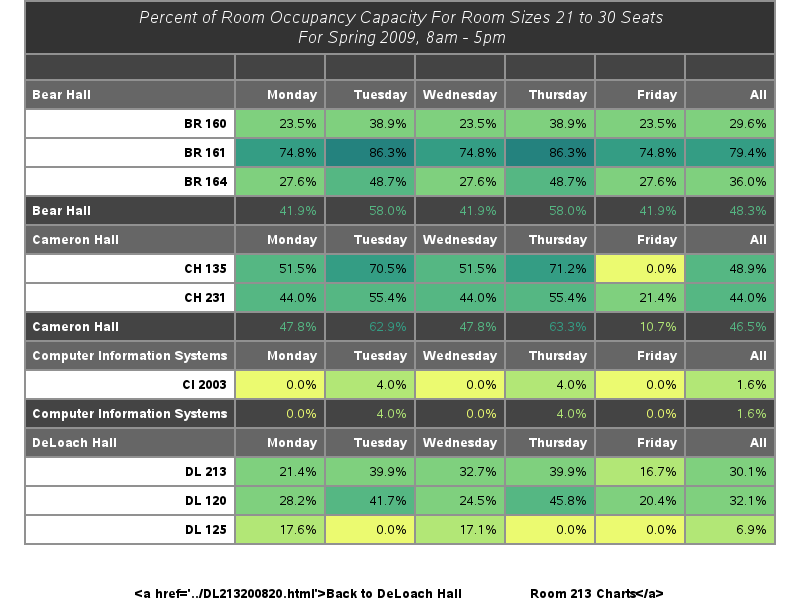 Percent of Room Occupancy Capacity For Room Sizes 21 to 30 Seats
For Spring 2009, 8am - 5pm
Bear Hall Monday Tuesday Wednesday Thursday Friday All
BR 160 23.5% 38.9% 23.5% 38.9% 23.5% 29.6%
BR 161 74.8% 86.3% 74.8% 86.3% 74.8% 79.4%
BR 164 27.6% 48.7% 27.6% 48.7% 27.6% 36.0%
Bear Hall 41.9% 58.0% 41.9% 58.0% 41.9% 48.3%
Cameron Hall Monday Tuesday Wednesday Thursday Friday All
CH 135 51.5% 70.5% 51.5% 71.2% 0.0% 48.9%
CH 231 44.0% 55.4% 44.0% 55.4% 21.4% 44.0%
Cameron Hall 47.8% 62.9% 47.8% 63.3% 10.7% 46.5%
Computer Information Systems Monday Tuesday Wednesday Thursday Friday All
CI 2003 0.0% 4.0% 0.0% 4.0% 0.0% 1.6%
Computer Information Systems 0.0% 4.0% 0.0% 4.0% 0.0% 1.6%
DeLoach Hall Monday Tuesday Wednesday Thursday Friday All
DL 213 21.4% 39.9% 32.7% 39.9% 16.7% 30.1%
DL 120 28.2% 41.7% 24.5% 45.8% 20.4% 32.1%
DL 125 17.6% 0.0% 17.1% 0.0% 0.0% 6.9%
<a href='../DL213200820.html'>Back to DeLoach Hall Room 213 Charts</a>